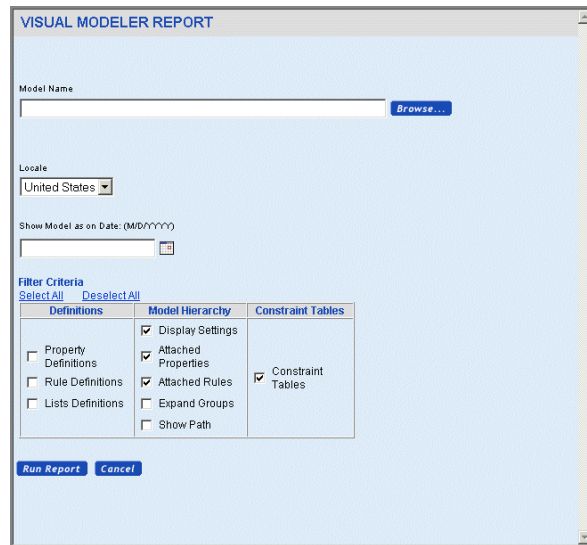 VISUAL MODELER REPORT
Model Name
Browse...
Locale
United States
Show Model as on Date: (M/D/YYYY)
Filter Criteria
Select All Deselect All
Definitions Model Hierarchy Constraint Tables
Property Definitions
Rule Definitions
Lists Definitions
Display Settings
Attached Properties
Attached Rules
Expand Groups
Show Path
Constraint Tables
Run Report Cancel